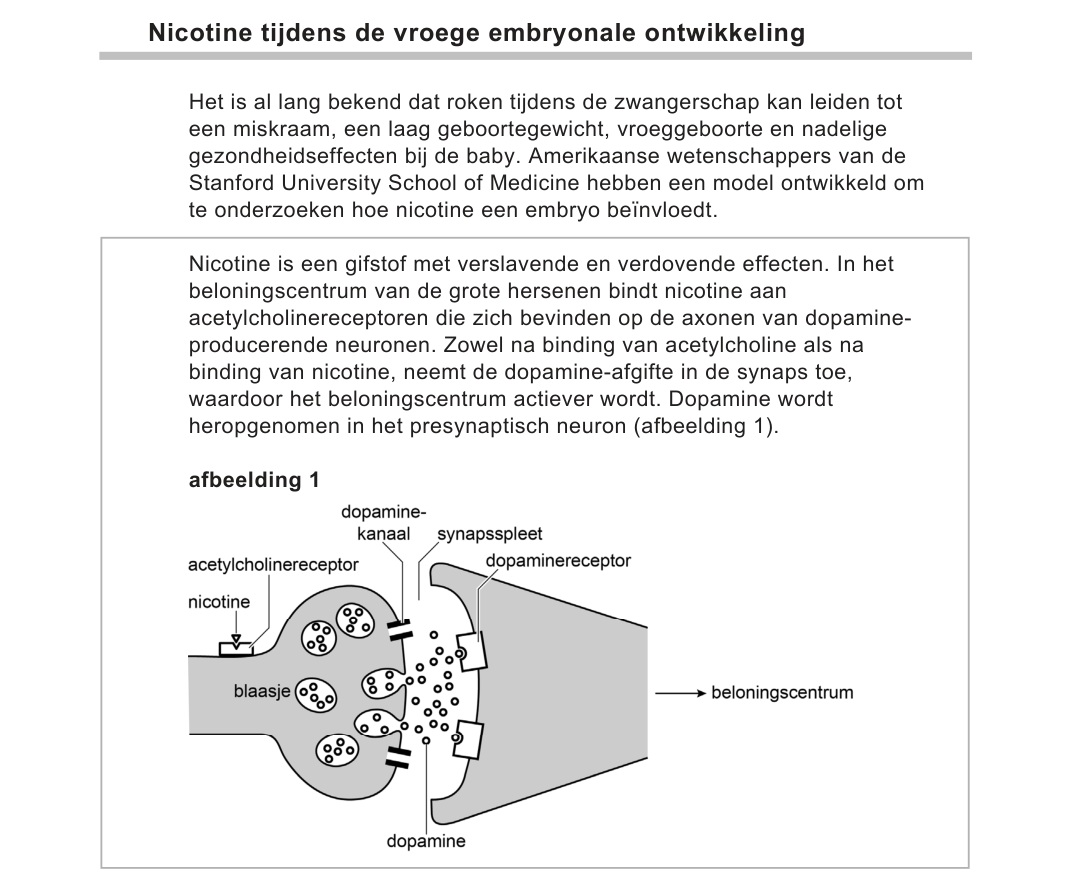 Nicotine tijdens de vroege embryonale ontwikkeling
Het is al lang bekend dat roken tijdens de zwangerschap kan leiden tot
een miskraam, een laag geboortegewicht, vroeggeboorte en nadelige
gezondheidseffecten bij de baby. Amerikaanse wetenschappers van de
Stanford University School of Medicine hebben een model ontwikkeld om
te onderzoeken hoe nicotine een embryo beïnvloedt.
Nicotine is een gifstof met verslavende en verdovende effecten. In het
beloningscentrum van de grote hersenen bindt nicotine aan
acetylcholinereceptoren die zich bevinden op de axonen van dopamine-
producerende neuronen. Zowel na binding van acetylcholine als na
binding van nicotine, neemt de dopamine-afgifte in de synaps toe,
waardoor het beloningscentrum actiever wordt. Dopamine wordt
heropgenomen in het presynaptisch neuron (afbeelding 1).
afbeelding 1
dopamine-
kanaal
synapsspleet
dopaminereceptor
acetylcholinereceptor
nicotine
blaasje
beloningscentrum
dopamine